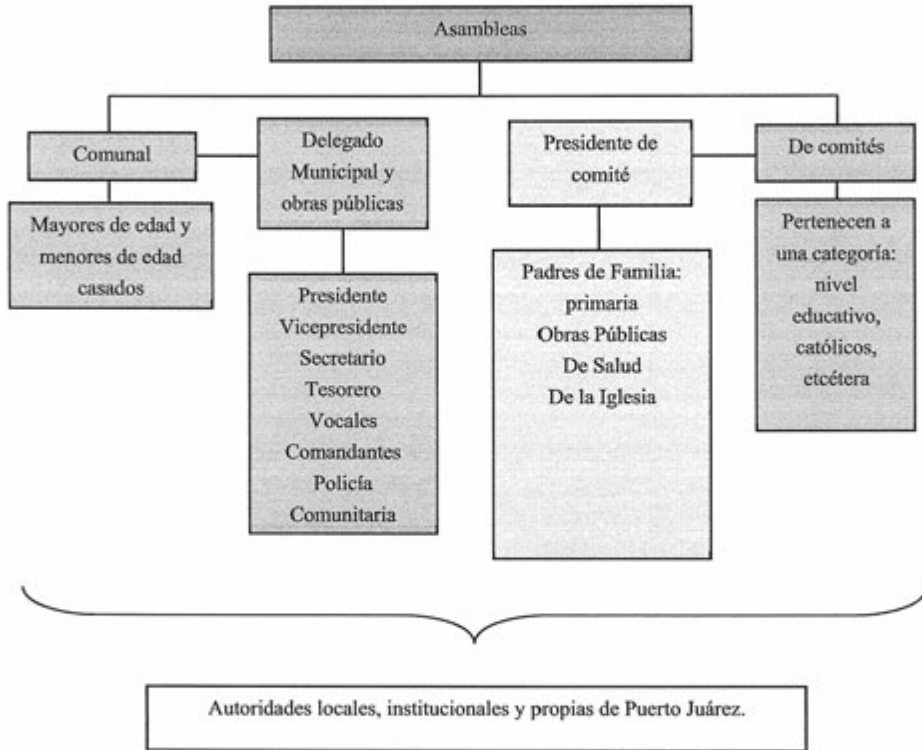 Asambleas
Comunal
Delegado
Municipal y
obras públicas
Presidente de
comité
De comités
Mayores de edad y
menores de edad
casados
Presidente
Vicepresidente
Secretario
Tesorero
Vocales
Comandantes
Policía
Comunitaria
Padres de Familia:
primaria
Obras Públicas
De Salud
De la Iglesia
Pertenecen a
una categoría:
nivel
educativo,
católicos,
etcétera
Autoridades locales, institucionales y propias de Puerto Juárez.